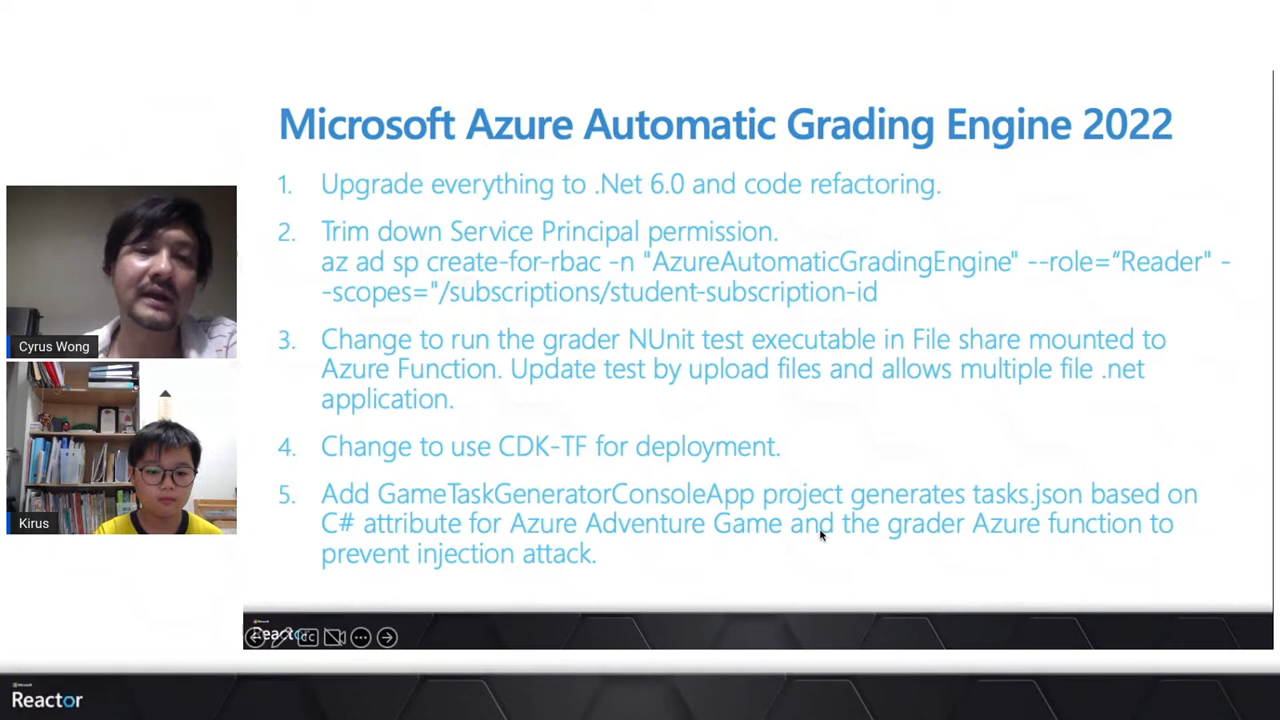 Microsoft Azure Automatic Grading Engine 2022
1. Upgrade everything to .Net 6.0 and code refactoring.
2. Trim down Service Principal permission.
az ad sp create-for-rbac -n "AzureAutomaticGradingEngine" --role=“Reader" -
-scopes="/subscriptions/student-subscription-id
3. Change to run the grader NUnit test executable in File share mounted to
Azure Function. Update test by upload files and allows multiple file .net
application.
4. Change to use CDK-TF for deployment.
5. Add GameTaskGeneratorConsoleApp project generates tasks.json based on
C# attribute for Azure Adventure Game and the grader Azure function to
prevent injection attack.
Cyrus Wong
Kirus
Microsoft
Reactor
CC
Microsoft
Reactor